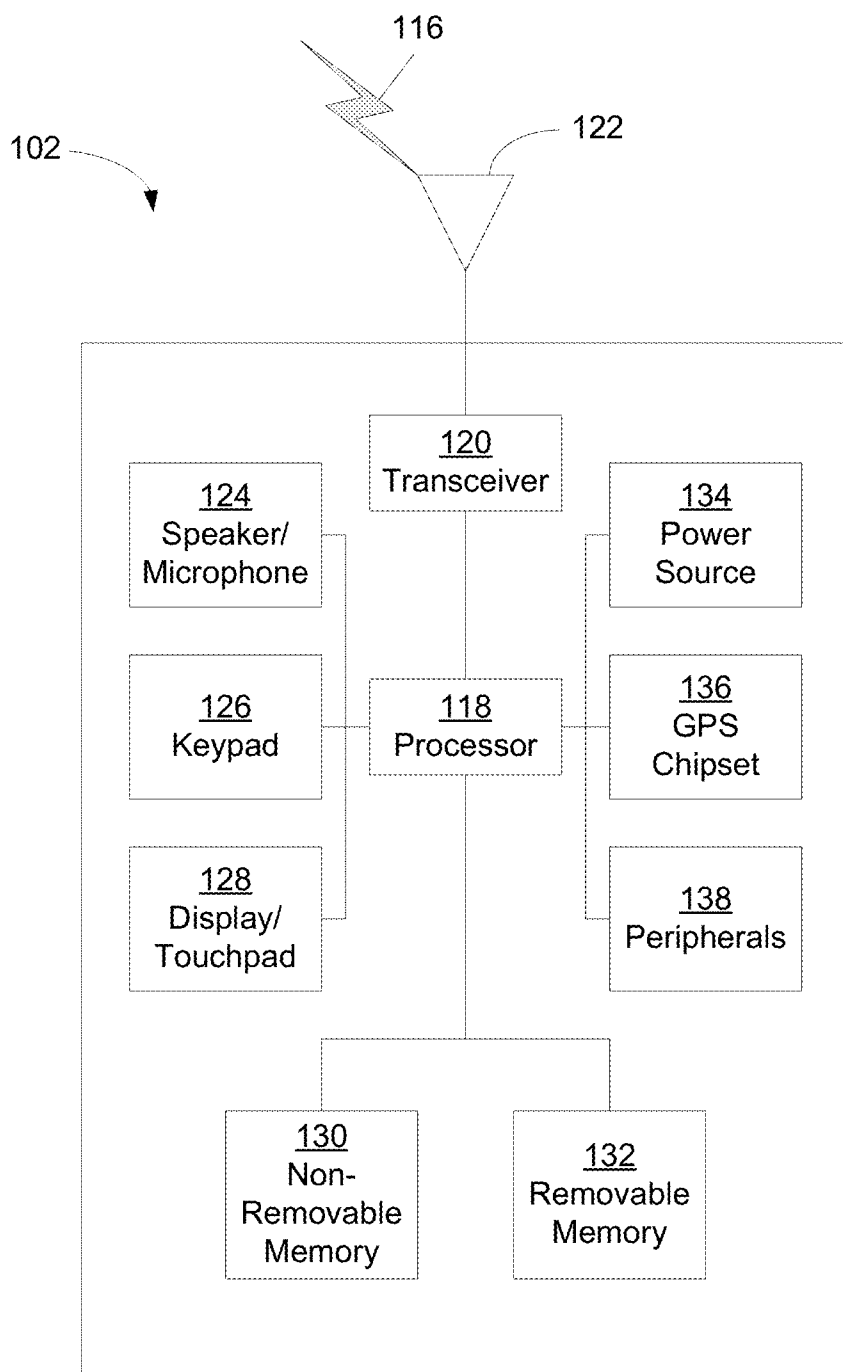 116
122
102
120
Transceiver
124
Speaker/
Microphone
134
Power
Source
126
Keypad
118
Processor
136
GPS
Chipset
128
Display/
Touchpad
138
Peripherals
130
Non-
Removable
Memory
132
Removable
Memory